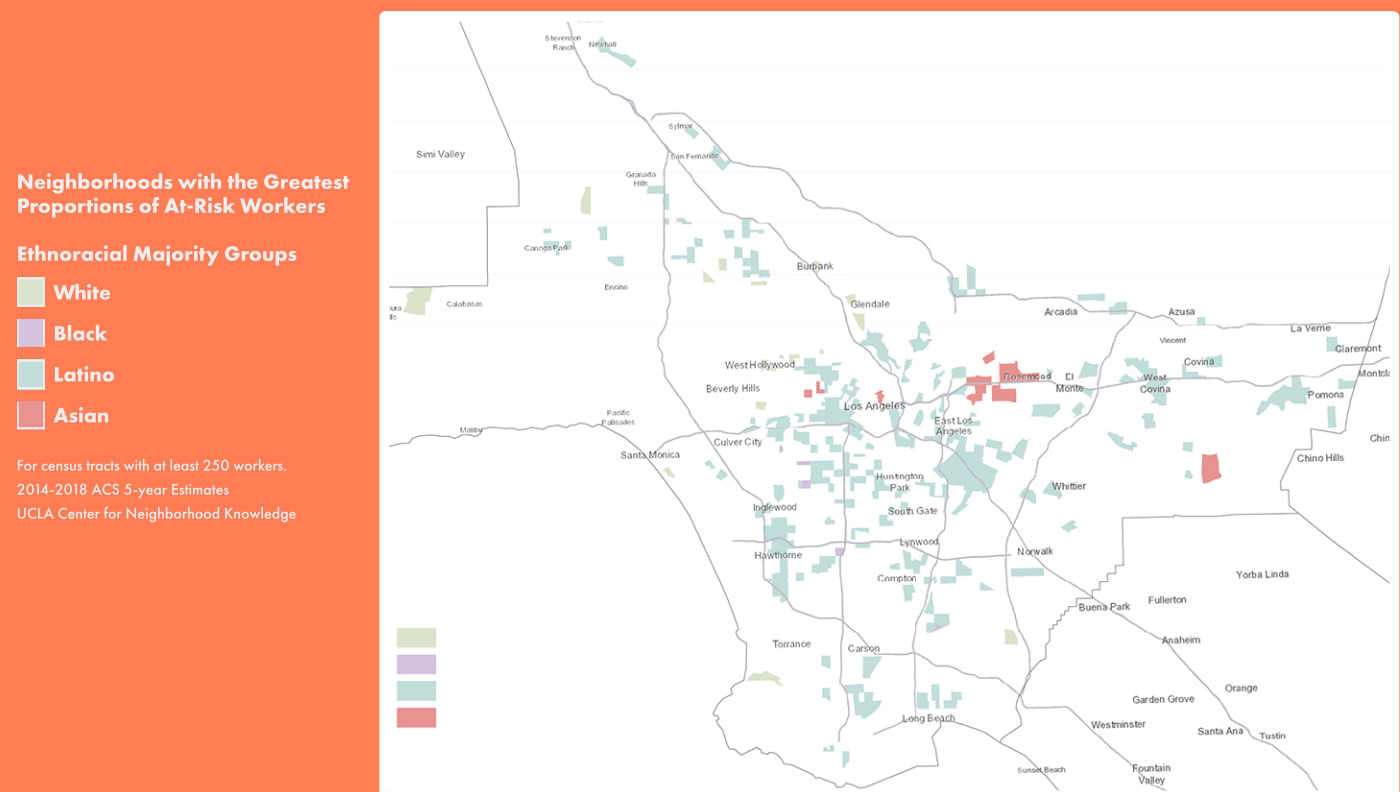 Neighborhoods with the Greatest
Proportions of At-Risk Workers
Ethnoracial Majority Groups
White
Black
Latino
Asian
For census tracts with at least 250 workers.
2014-2018 ACS 5-year Estimates
UCLA Center for Neighborhood Knowledge
Stevenson
Ranch
Newhall
Sylmar
Simi Valley
San Fernando
Granada
Hills
Canoga Park
Burbank
Encino
Calabasas
Glendale
Arcadia
Azusa
La Verne
Vincent
Claremont
Covina
West Hollywood
Rosemead
El
Monte
West
Covina
Beverly Hills
Pomona
Los Angeles
Pacific
Palisades
East Los
Angeles
Malibu
Culver City
Santa Monica
Chino Hills
Huntington
Park
Whittier
Inglewood
South Gate
Lynwood
Hawthorne
Norwalk
Compton
Yorba Linda
Buena Park
Fullerton
Torrance
Carson
Anaheim
Orange
Garden Grove
Long Beach
Westminster
Santa Ana
Tustin
Sunset Beach
Fountain
Valley